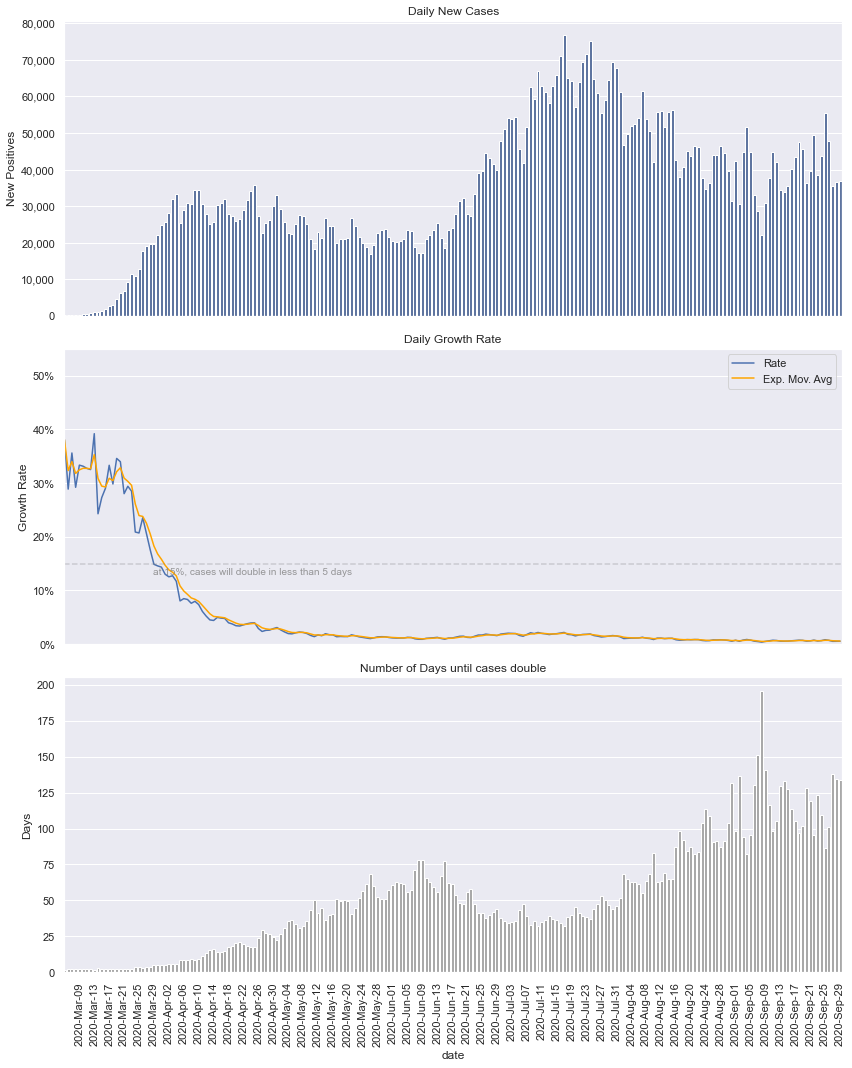 Daily New Cases
80,000
70,000
60,000
50,000
40,000
30,000
20,000
10,000
0
New Positives
Daily Growth Rate
50%
40%
30%
20%
10%
0%
Growth Rate
Rate
Exp. Mov. Avg
at 15%, cases will double in less than 5 days
Number of Days until cases double
200
175
150
125
100
75
50
25
0
Days
2020-Mar-09
2020-Mar-13
2020-Mar-17
2020-Mar-21
2020-Mar-25
2020-Mar-29
2020-Apr-02
2020-Apr-06
2020-Apr-10
2020-Apr-14
2020-Apr-18
2020-Apr-22
2020-Apr-26
2020-Apr-30
2020-May-04
2020-May-08
2020-May-12
2020-May-16
2020-May-20
2020-May-24
2020-May-28
2020-Jun-01
2020-Jun-05
2020-Jun-09
2020-Jun-13
2020-Jun-17
2020-Jun-21
2020-Jun-25
2020-Jun-29
2020-Jul-03
2020-Jul-07
2020-Jul-11
2020-Jul-15
2020-Jul-19
2020-Jul-23
2020-Jul-27
2020-Jul-31
2020-Aug-04
2020-Aug-08
2020-Aug-12
2020-Aug-16
2020-Aug-20
2020-Aug-24
2020-Aug-28
2020-Sep-01
2020-Sep-05
2020-Sep-09
2020-Sep-13
2020-Sep-17
2020-Sep-21
2020-Sep-25
2020-Sep-29
date